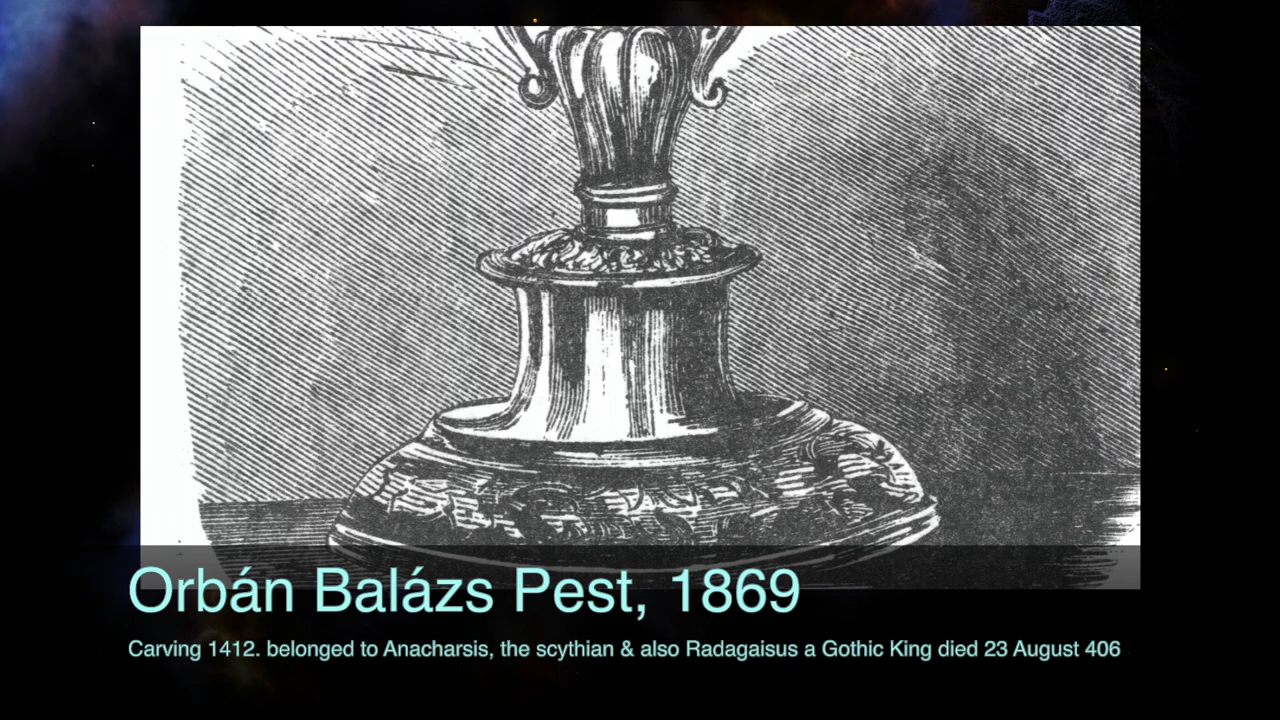 Orbán Balázs Pest, 1869
Carving 1412. belonged to Anacharsis, the scythian & also Radagaisus a Gothic King died 23 August 406